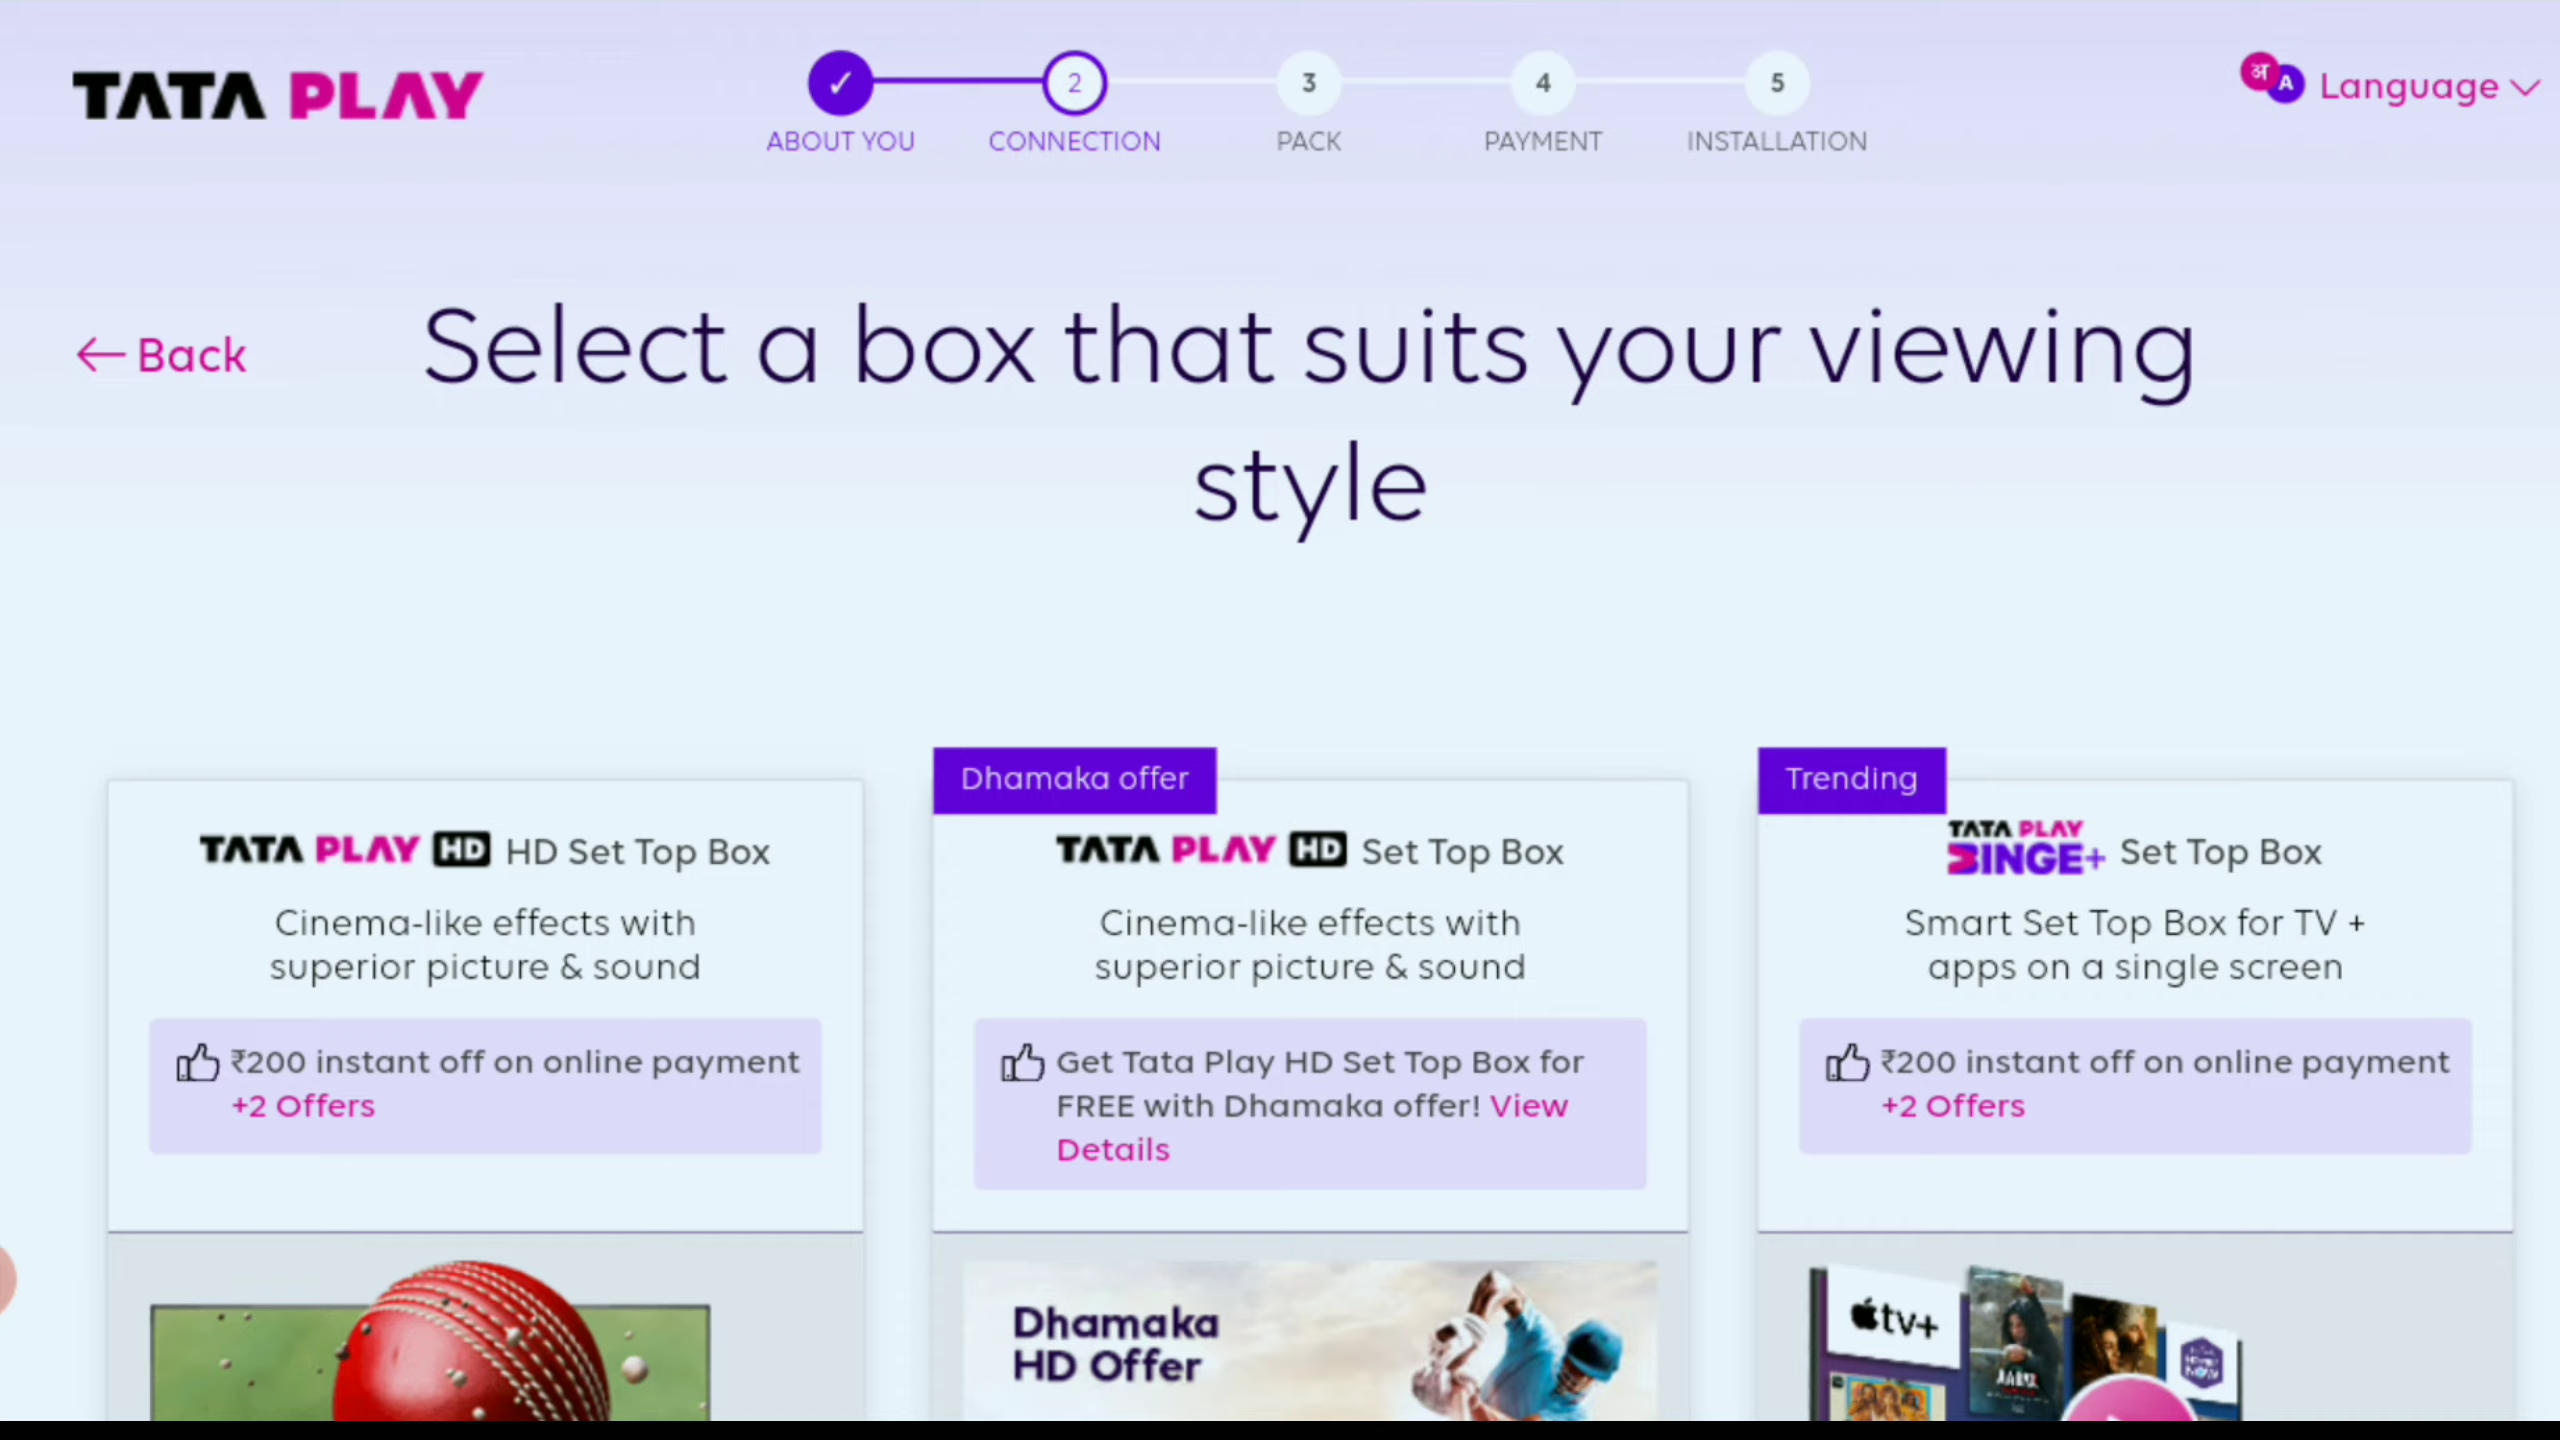 TATA PLAY
✓ 2 3 4 5
ABOUT YOU CONNECTION PACK PAYMENT INSTALLATION
अ A Language
Back
Select a box that suits your viewing
style
TATA PLAY HD HD Set Top Box
Cinema-like effects with
superior picture & sound
₹200 instant off on online payment
+2 Offers
Dhamaka offer
TATA PLAY HD Set Top Box
Cinema-like effects with
superior picture & sound
Get Tata Play HD Set Top Box for
FREE with Dhamaka offer! View
Details
Dhamaka
HD Offer
Trending
TATA PLAY
BINGE+ Set Top Box
Smart Set Top Box for TV +
apps on a single screen
₹200 instant off on online payment
+2 Offers
tv+